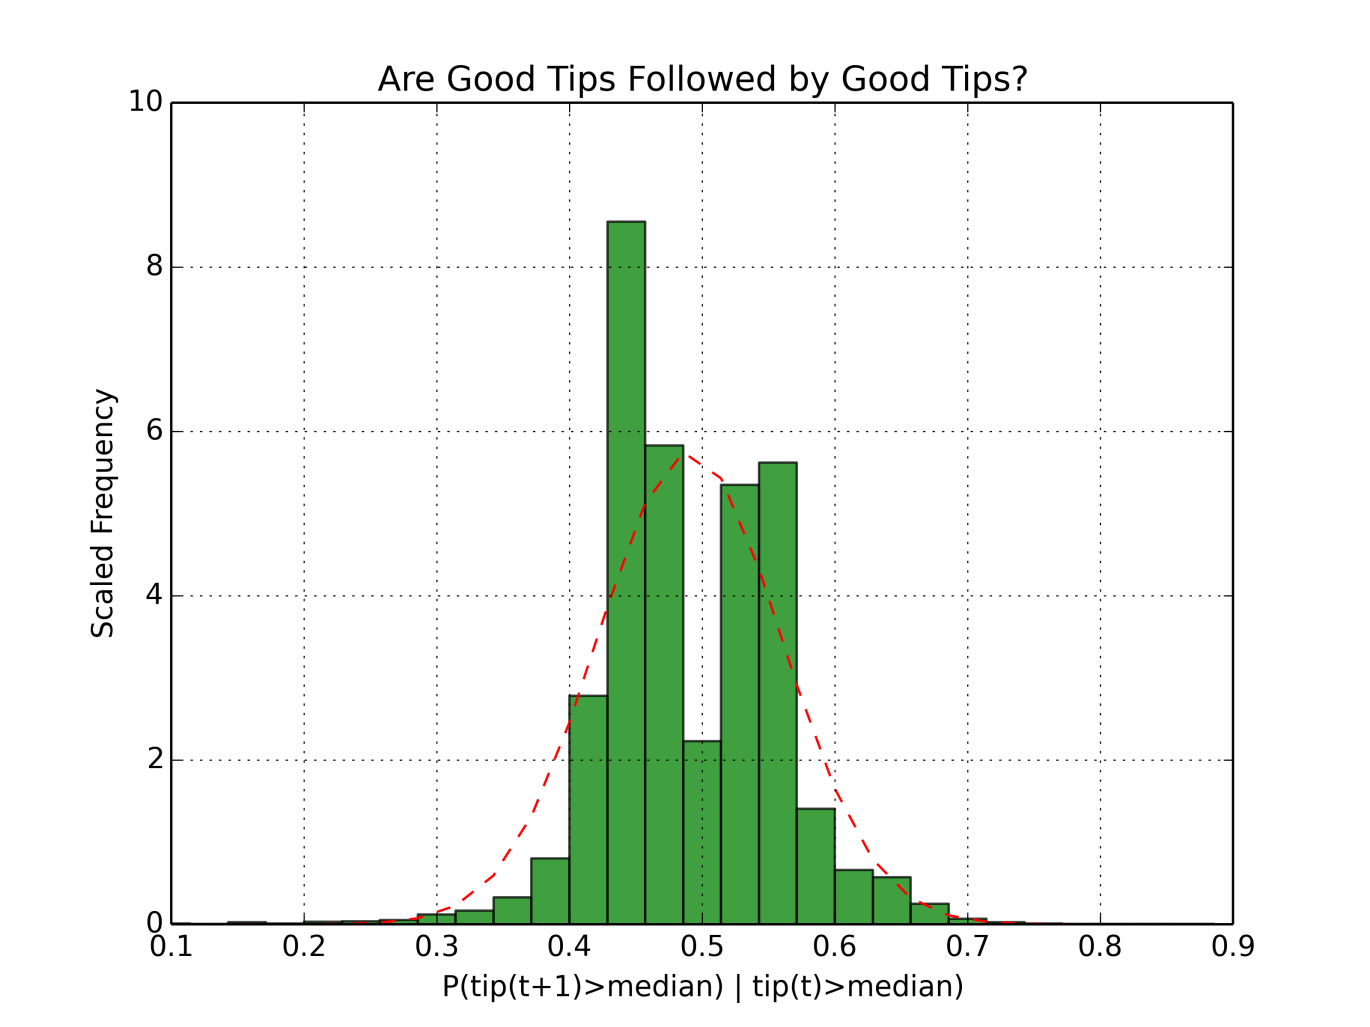 Are Good Tips Followed by Good Tips?
10
8
6
4
2
0
Scaled Frequency
0.1 0.2 0.3 0.4 0.5 0.6 0.7 0.8 0.9
P(tip(t+1)>median) | tip(t)>median)